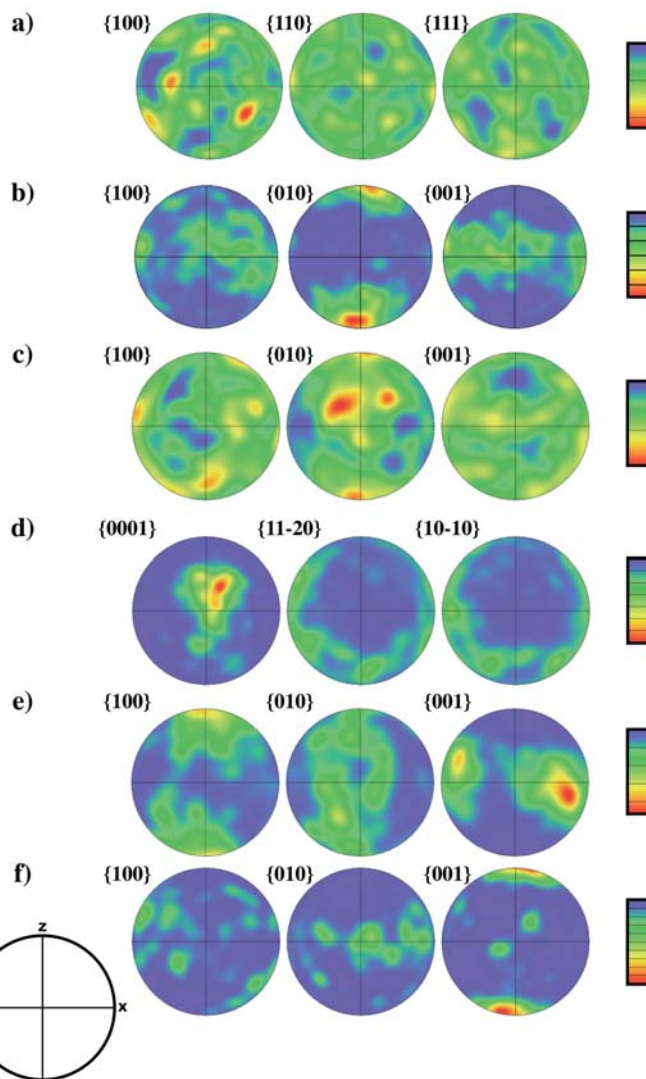 a) {100} {110} {111}
b) {100} {010} {001}
c) {100} {010} {001}
d) {0001} {11-20} {10-10}
e) {100} {010} {001}
f) {100} {010} {001}
z
x